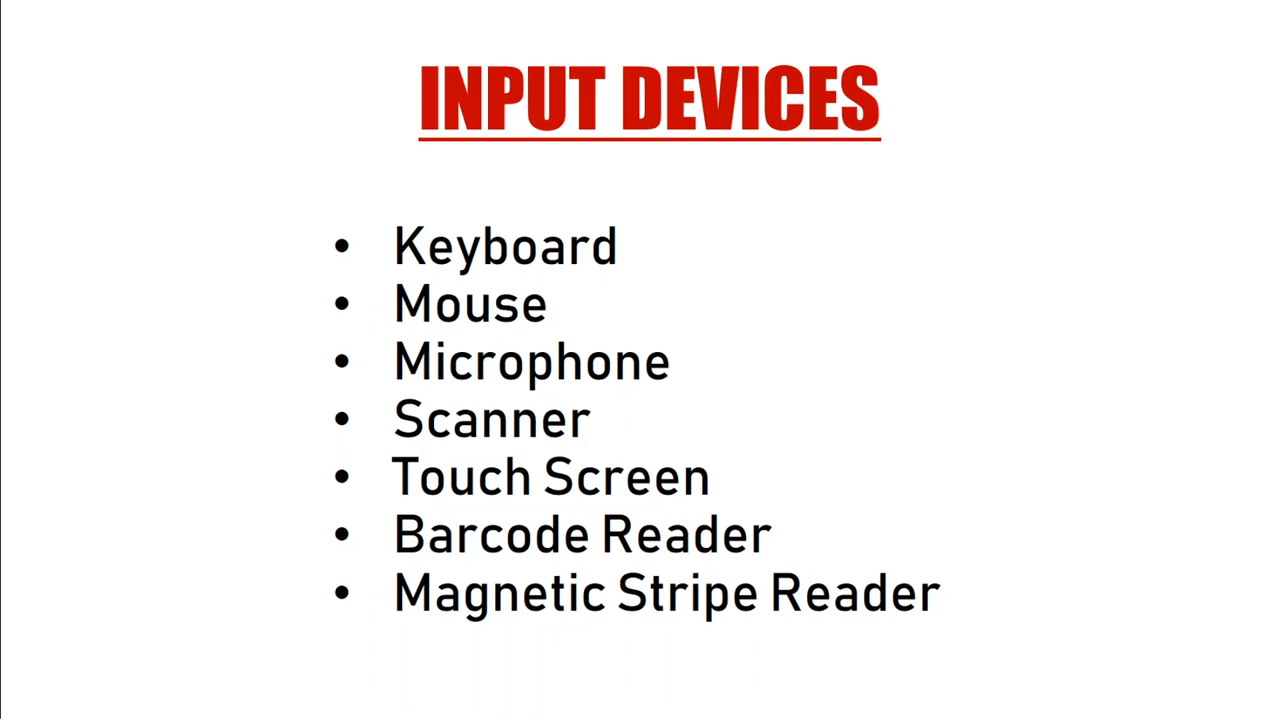 INPUT DEVICES
• Keyboard
• Mouse
• Microphone
• Scanner
• Touch Screen
• Barcode Reader
• Magnetic Stripe Reader